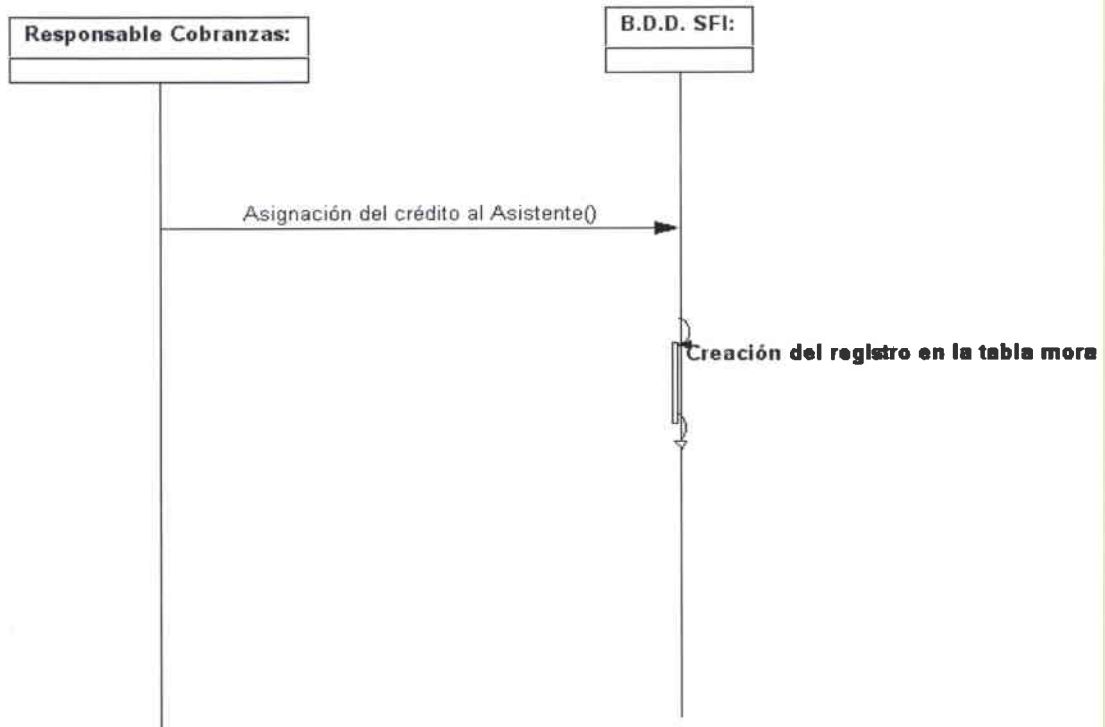 Responsable Cobranzas:
B.D.D. SFI:
Asignación del crédito al Asistente()
Creación del registro en la tabla mora